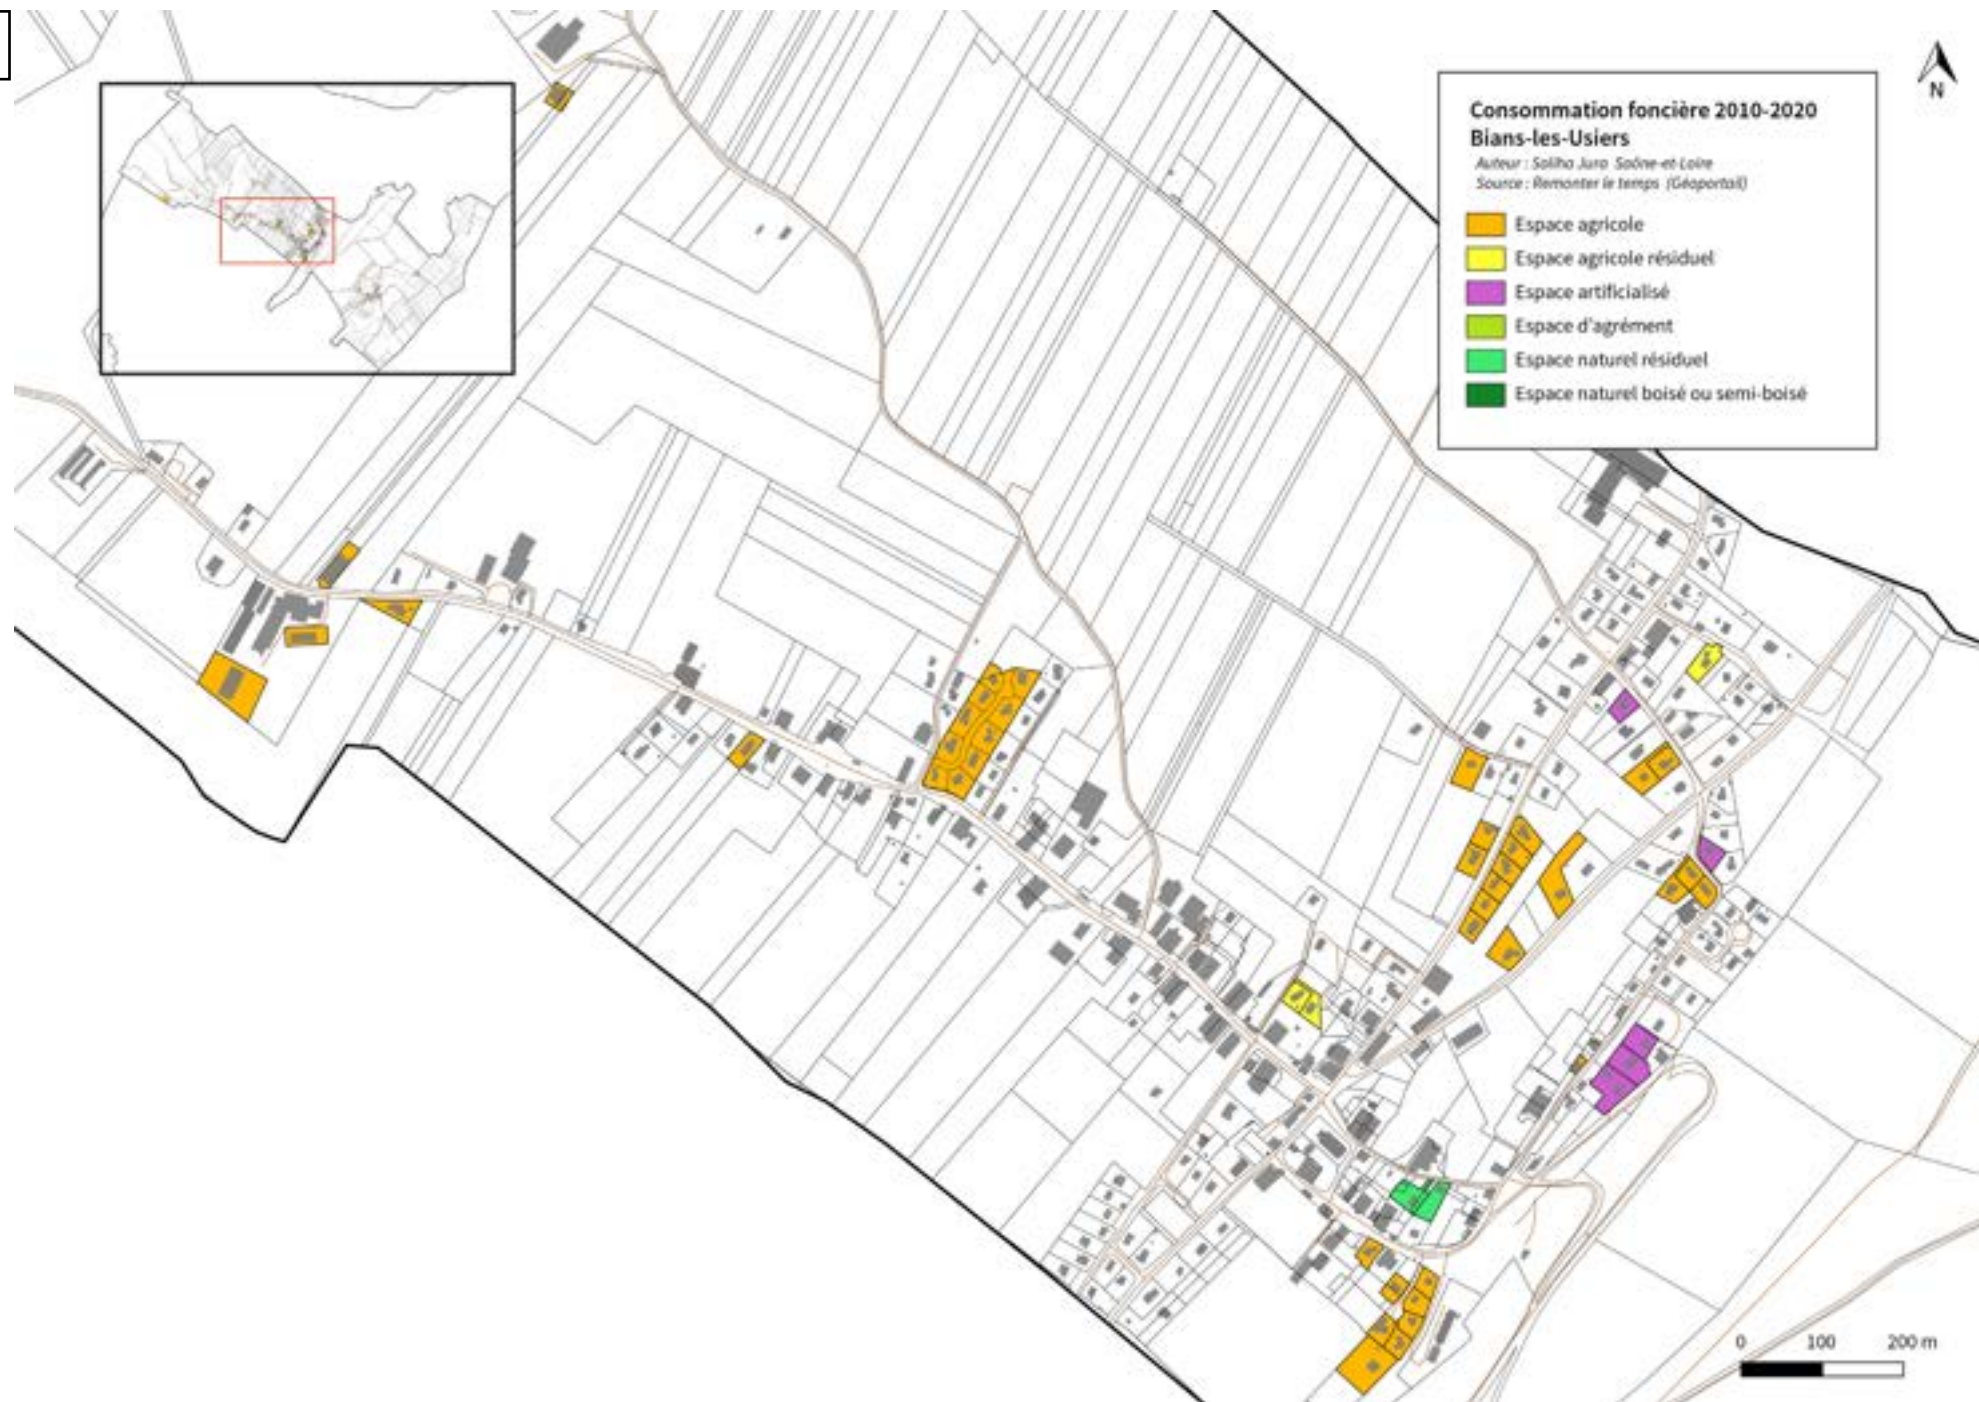 N
Consommation foncière 2010-2020
Bians-les-Usiers
Auteur : Soliha Jura Saône-et-Loire
Source : Remonter le temps (Géoportail)
Espace agricole
Espace agricole résiduel
Espace artificialisé
Espace d'agrément
Espace naturel résiduel
Espace naturel boisé ou semi-boisé
0 100 200 m